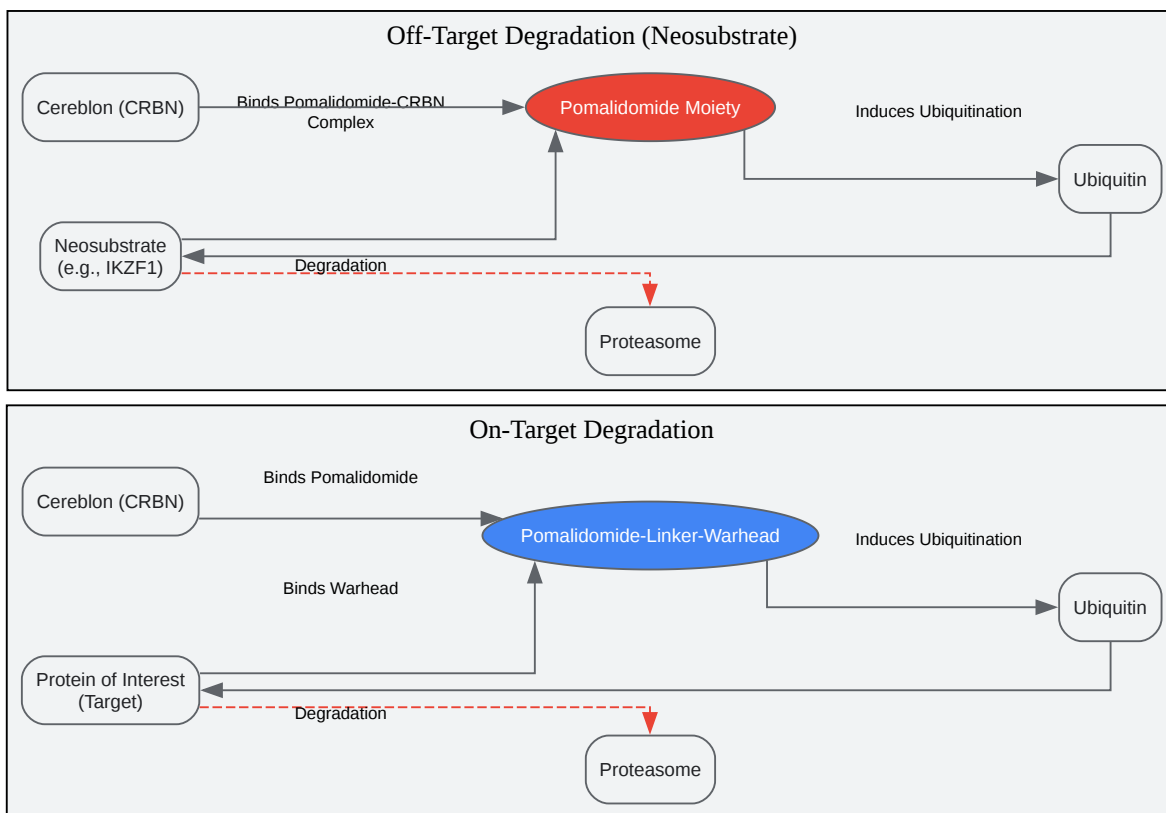 Off-Target Degradation (Neosubstrate)
Cereblon (CRBN)
Binds Pomalidomide-CRBN
Complex
Pomalidomide Moiety
Induces Ubiquitination
Ubiquitin
Neosubstrate
(e.g., IKZF1)
Degradation
Proteasome
On-Target Degradation
Cereblon (CRBN)
Binds Pomalidomide
Pomalidomide-Linker-Warhead
Induces Ubiquitination
Binds Warhead
Ubiquitin
Protein of Interest
(Target)
Degradation
Proteasome